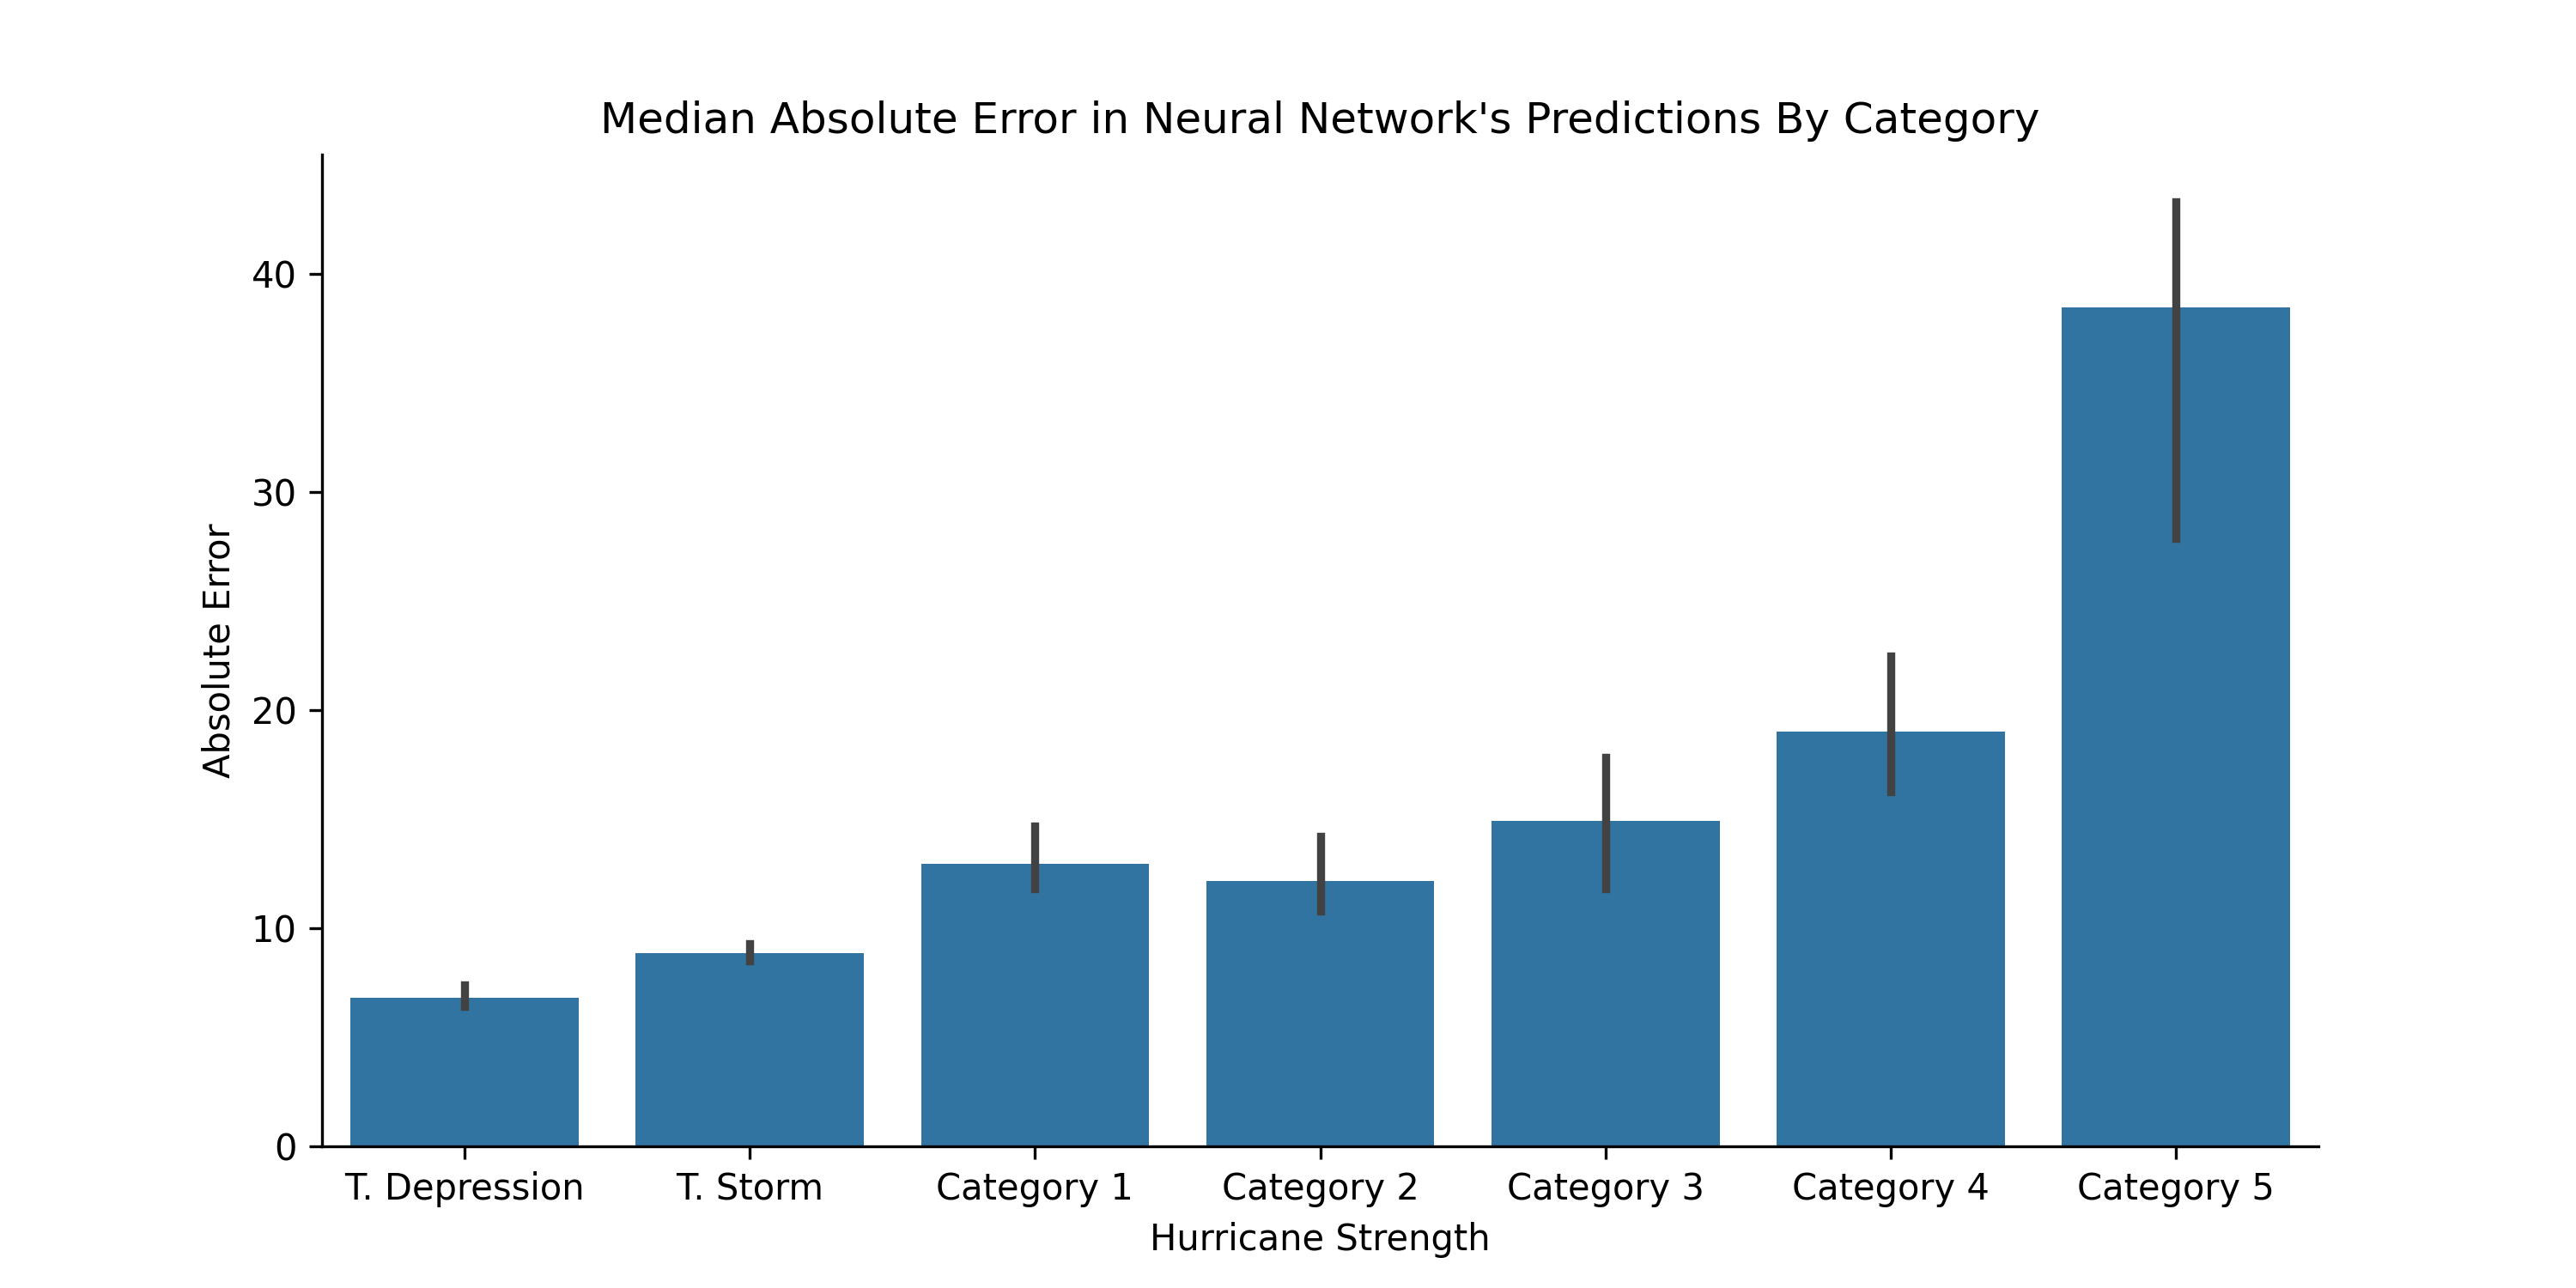 Median Absolute Error in Neural Network's Predictions By Category
Absolute Error
40
30
20
10
0
T. Depression T. Storm Category 1 Category 2 Category 3 Category 4 Category 5
Hurricane Strength